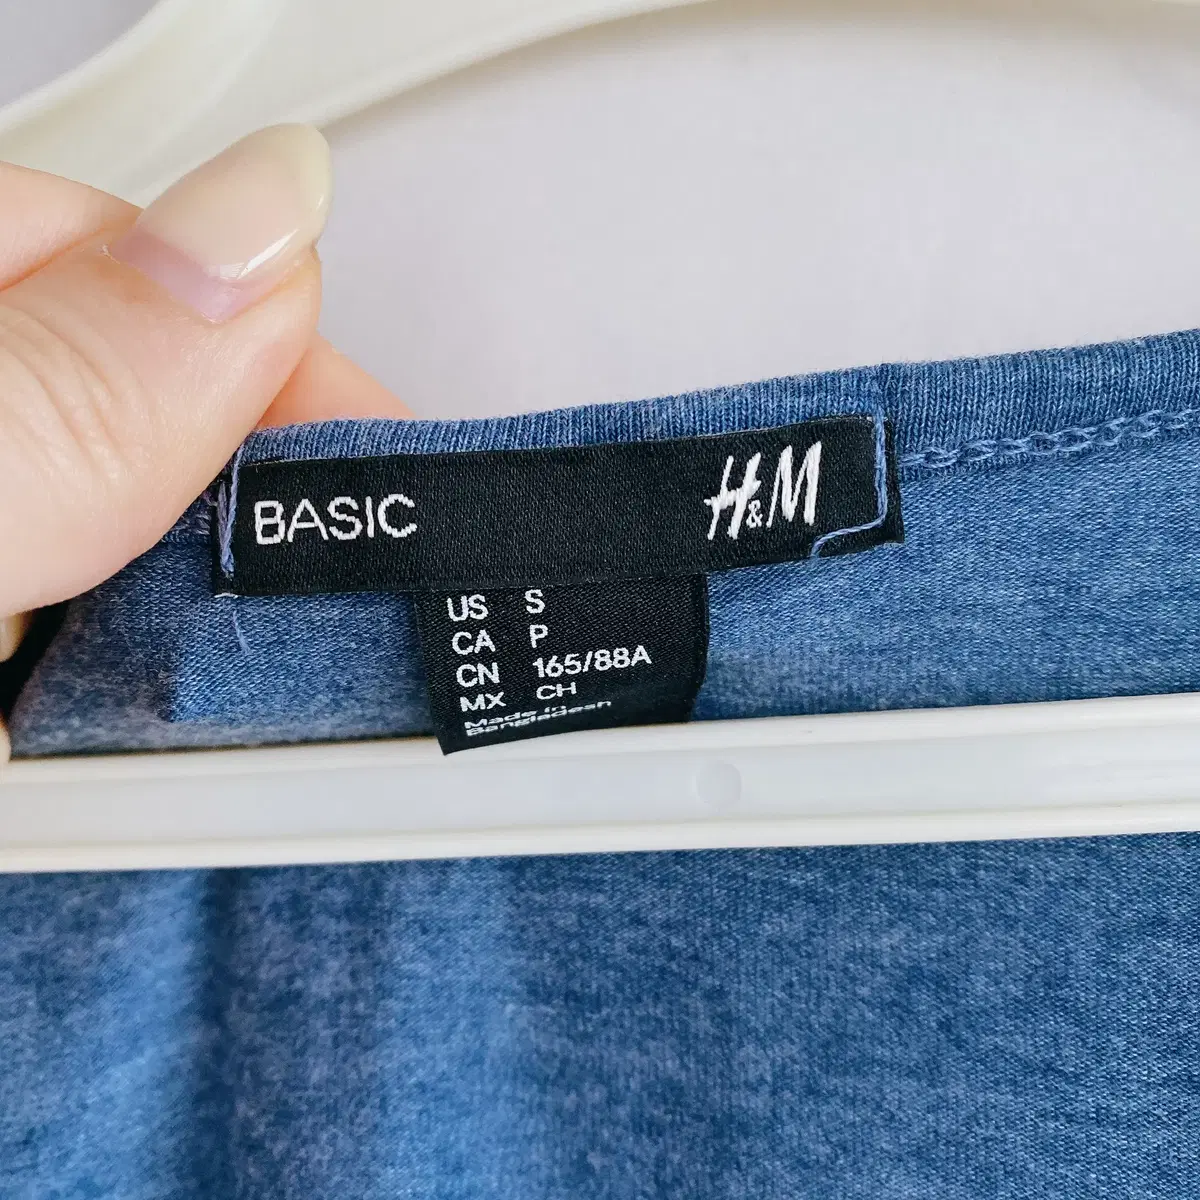 BASIC H&M
US S
CA P
CN 165/88A
MX CH
Made in
Bangladesh